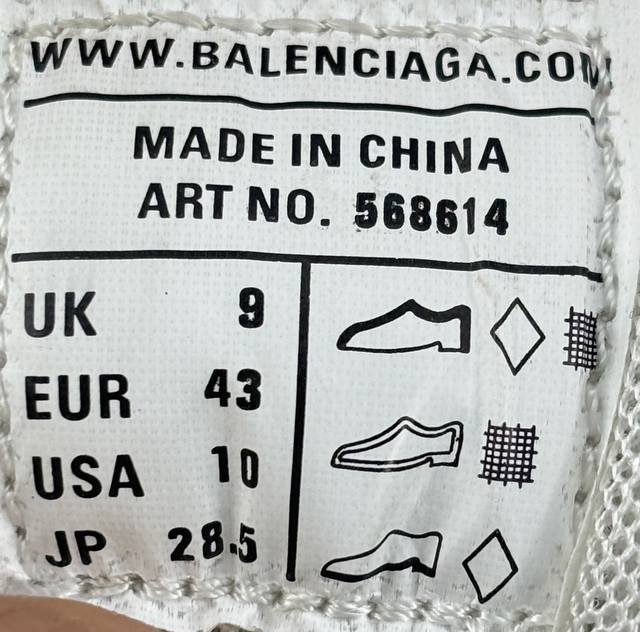 WWW.BALENCIAGA.COM
MADE IN CHINA
ART NO. 568614
UK 9
EUR 43
USA 10
JP 28.5